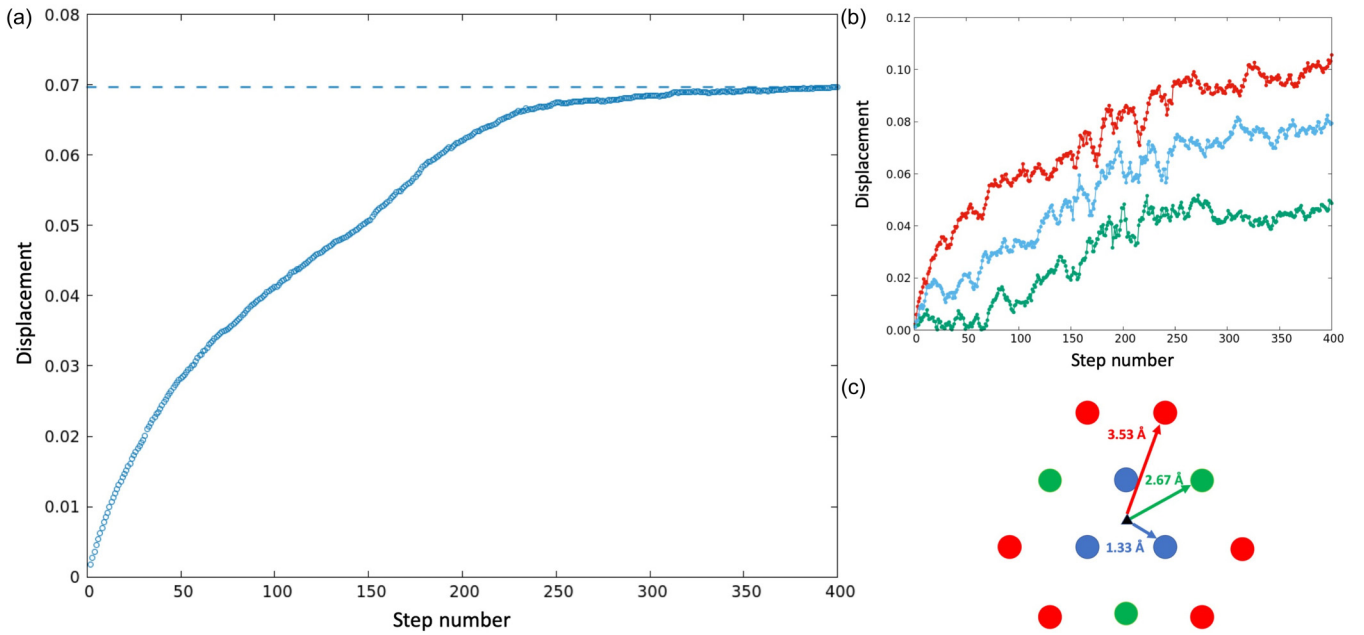 (a)
0.08
0.07
0.06
0.05
0.04
0.03
0.02
0.01
0
Displacement
0 50 100 150 200 250 300 350 400
Step number
(b)
0.12
0.10
0.08
0.06
0.04
0.02
0.00
Displacement
0 50 100 150 200 250 300 350 400
Step number
(c)
3.53 Å
2.67 Å
1.33 Å